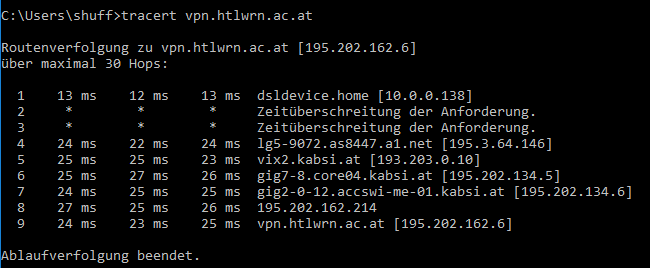 C:\Users\shuff>tracert vpn.htlwrn.ac.at
Routenverfolgung zu vpn.htlwrn.ac.at [195.202.162.6]
über maximal 30 Hops:
1 13 ms 12 ms 13 ms dsldevice.home [10.0.0.138]
2 * * * Zeitüberschreitung der Anforderung.
3 * * * Zeitüberschreitung der Anforderung.
4 24 ms 22 ms 24 ms lg5-9072.as8447.a1.net [195.3.64.146]
5 25 ms 25 ms 23 ms vix2.kabsi.at [193.203.0.10]
6 25 ms 27 ms 26 ms gig7-8.core04.kabsi.at [195.202.134.5]
7 24 ms 25 ms 25 ms gig2-0-12.accswi-me-01.kabsi.at [195.202.134.6]
8 27 ms 25 ms 26 ms 195.202.162.214
9 24 ms 23 ms 25 ms vpn.htlwrn.ac.at [195.202.162.6]
Ablaufverfolgung beendet.